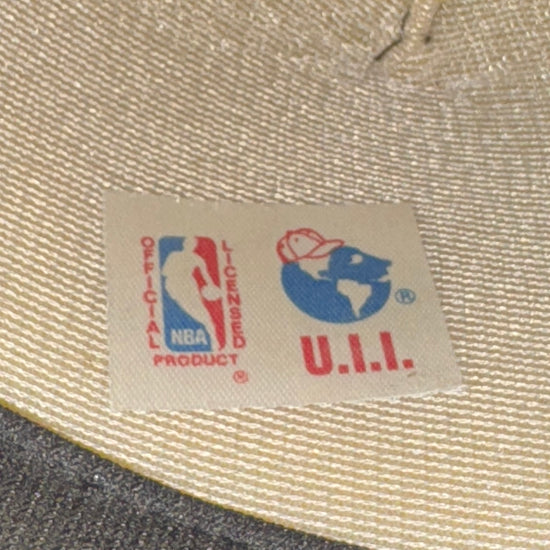 OFFICIAL
LICENSED
NBA
PRODUCT
®
®
U.I.I.